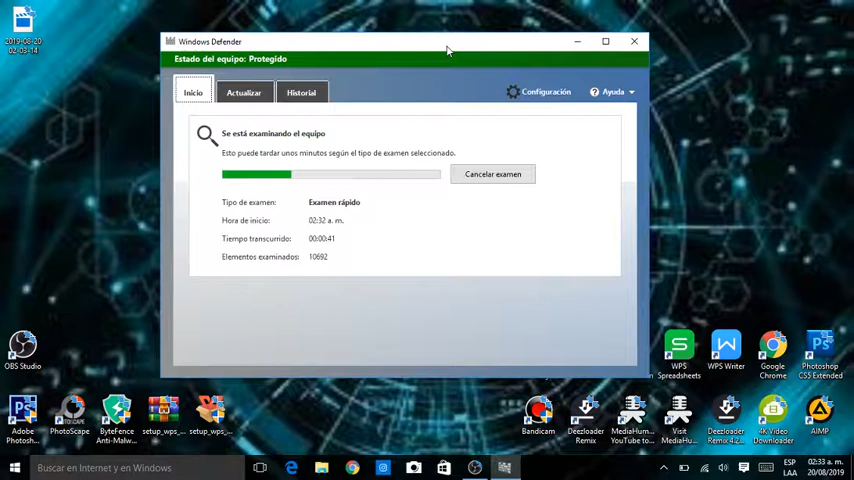 2019-08-20
02-03-14
Windows Defender
Estado del equipo: Protegido
Inicio
Actualizar
Historial
Configuración
Ayuda
Se está examinando el equipo
Esto puede tardar unos minutos según el tipo de examen seleccionado.
Cancelar examen
Tipo de examen: Examen rápido
Hora de inicio: 02:32 a. m.
Tiempo transcurrido: 00:00:41
Elementos examinados: 10692
OBS Studio
WPS Spreadsheets
WPS Writer
Google Chrome
Photoshop CS5 Extended
Adobe Photosh...
PhotoScape
ByteFence Anti-Malw...
setup_wps_...
setup_wps_...
Bandicam
Deezloader Remix
MediaHum... YouTube to...
Visit MediaHu...
Deezloader Remix 4.2...
4K Video Downloader
AIMP
Buscar en Internet y en Windows
ESP
LAA
02:33 a. m.
20/08/2019